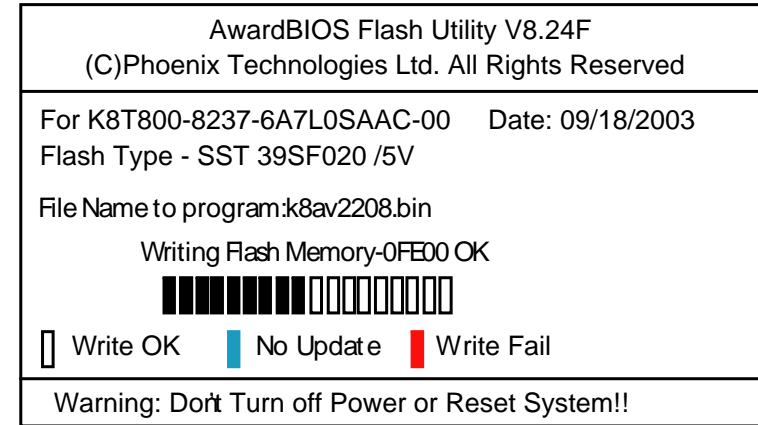 AwardBIOS Flash Utility V8.24F
(C)Phoenix Technologies Ltd. All Rights Reserved
For K8T800-8237-6A7L0SAAC-00 Date: 09/18/2003
Flash Type - SST 39SF020 /5V
File Name to program:k8av2208.bin
Writing Flash Memory-0FE00 OK
Write OK No Update Write Fail
Warning: Don't Turn off Power or Reset System!!